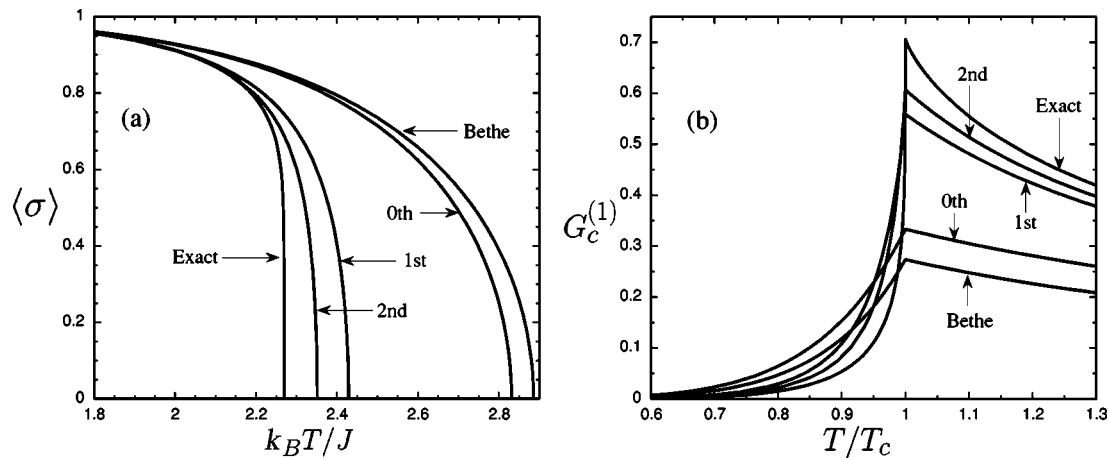 (a)
⟨σ⟩
1
0.8
0.6
0.4
0.2
0
1.8
2
2.2
2.4
2.6
2.8
k_B T/J
Bethe
0th
Exact
1st
2nd
(b)
G_c^{(1)}
0.7
0.6
0.5
0.4
0.3
0.2
0.1
0
0.6
0.7
0.8
0.9
1
1.1
1.2
1.3
T/T_c
2nd
Exact
1st
0th
Bethe